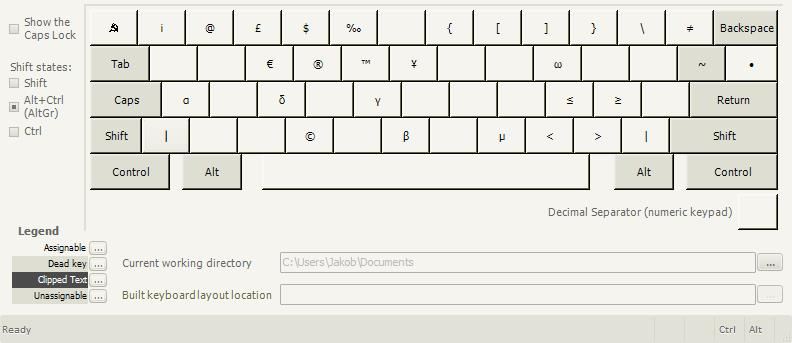 Show the
Caps Lock
Shift states:
Shift
Alt+Ctrl
(AltGr)
Ctrl
☭ ¡ @ £ $ ‰ { [ ] } \ ≠ Backspace
Tab € ® ™ ¥ ω ~ •
Caps α δ γ ≤ ≥ Return
Shift | © β µ < > | Shift
Control Alt Alt Control
Decimal Separator (numeric keypad)
Legend
Assignable ...
Dead key ...
Clipped Text ...
Unassignable ...
Current working directory C:\Users\Jakob\Documents ...
Built keyboard layout location ...
Ready Ctrl Alt